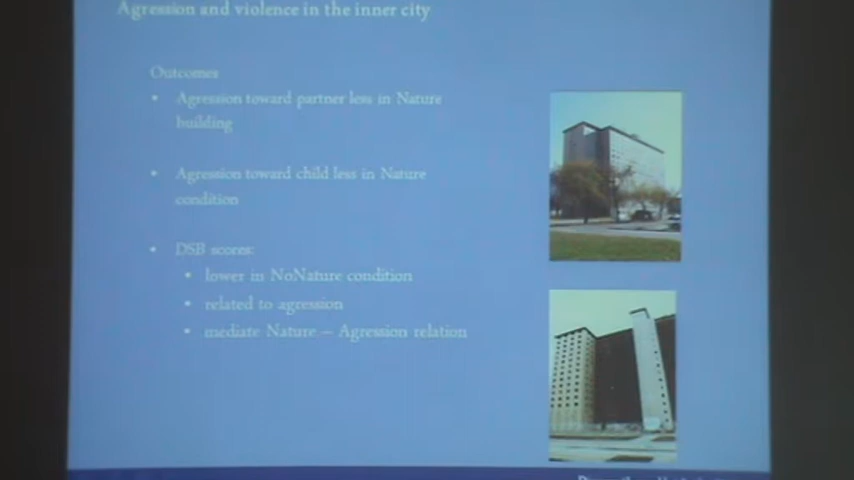 Agression and violence in the inner city
Outcomes
• Agression toward partner less in Nature
building
• Agression toward child less in Nature
condition
• DSB scores:
• lower in NoNature condition
• related to agression
• mediate Nature – Agression relation